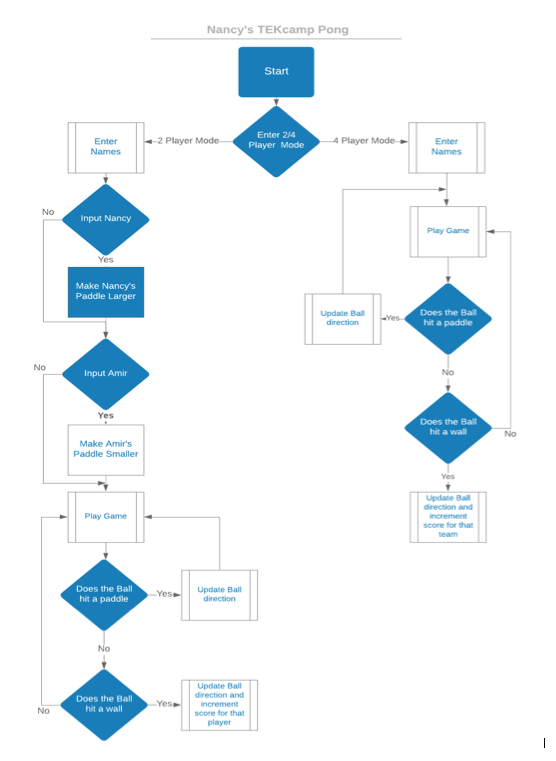 Nancy's TEKcamp Pong
Start
Enter 2/4
Player Mode
2 Player Mode
4 Player Mode
Enter
Names
Input Nancy
No
Yes
Make Nancy's
Paddle Larger
Input Amir
No
Yes
Make Amir's
Paddle Smaller
Play Game
Does the Ball
hit a paddle
Yes
Update Ball
direction
No
Does the Ball
hit a wall
No
Yes
Update Ball
direction and
increment
score for that
player
Enter
Names
Play Game
Does the Ball
hit a paddle
Yes
Update Ball
direction
No
Does the Ball
hit a wall
No
Yes
Update Ball
direction and
increment
score for that
team